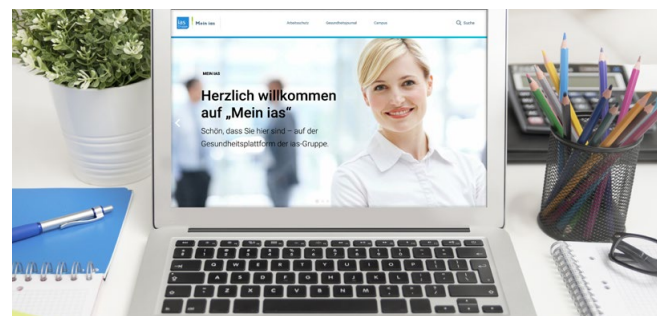 ias
Mein ias
Arbeitsschutz
Gesundheitsportal
Campus
Suche
MEIN IAS
Herzlich willkommen
auf „Mein ias“
Schön, dass Sie hier sind – auf der
Gesundheitsplattform der ias-Gruppe.